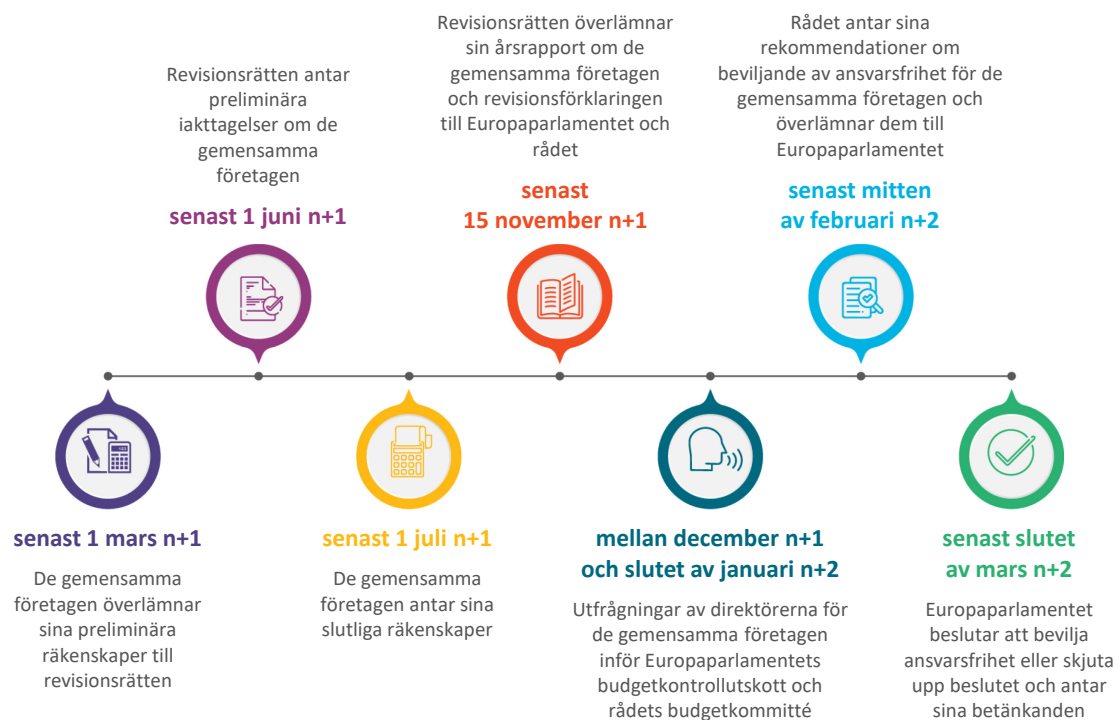 Revisionsrätten antar
preliminära
iakttagelser om de
gemensamma
företagen
senast 1 juni n+1
Revisionsrätten överlämnar
sin årsrapport om de
gemensamma företagen
och revisionsförklaringen
till Europaparlamentet och
rådet
senast
15 november n+1
Rådet antar sina
rekommendationer om
beviljande av ansvarsfrihet för de
gemensamma företagen och
överlämnar dem till
Europaparlamentet
senast mitten
av februari n+2
senast 1 mars n+1
De gemensamma
företagen överlämnar
sina preliminära
räkenskaper till
revisionsrätten
senast 1 juli n+1
De gemensamma
företagen antar sina
slutliga räkenskaper
mellan december n+1
och slutet av januari n+2
Utfrågningar av direktörerna för
de gemensamma företagen
inför Europaparlamentets
budgetkontrollutskott och
rådets budgetkommitté
senast slutet
av mars n+2
Europaparlamentet
beslutar att bevilja
ansvarsfrihet eller skjuta
upp beslutet och antar
sina betänkanden